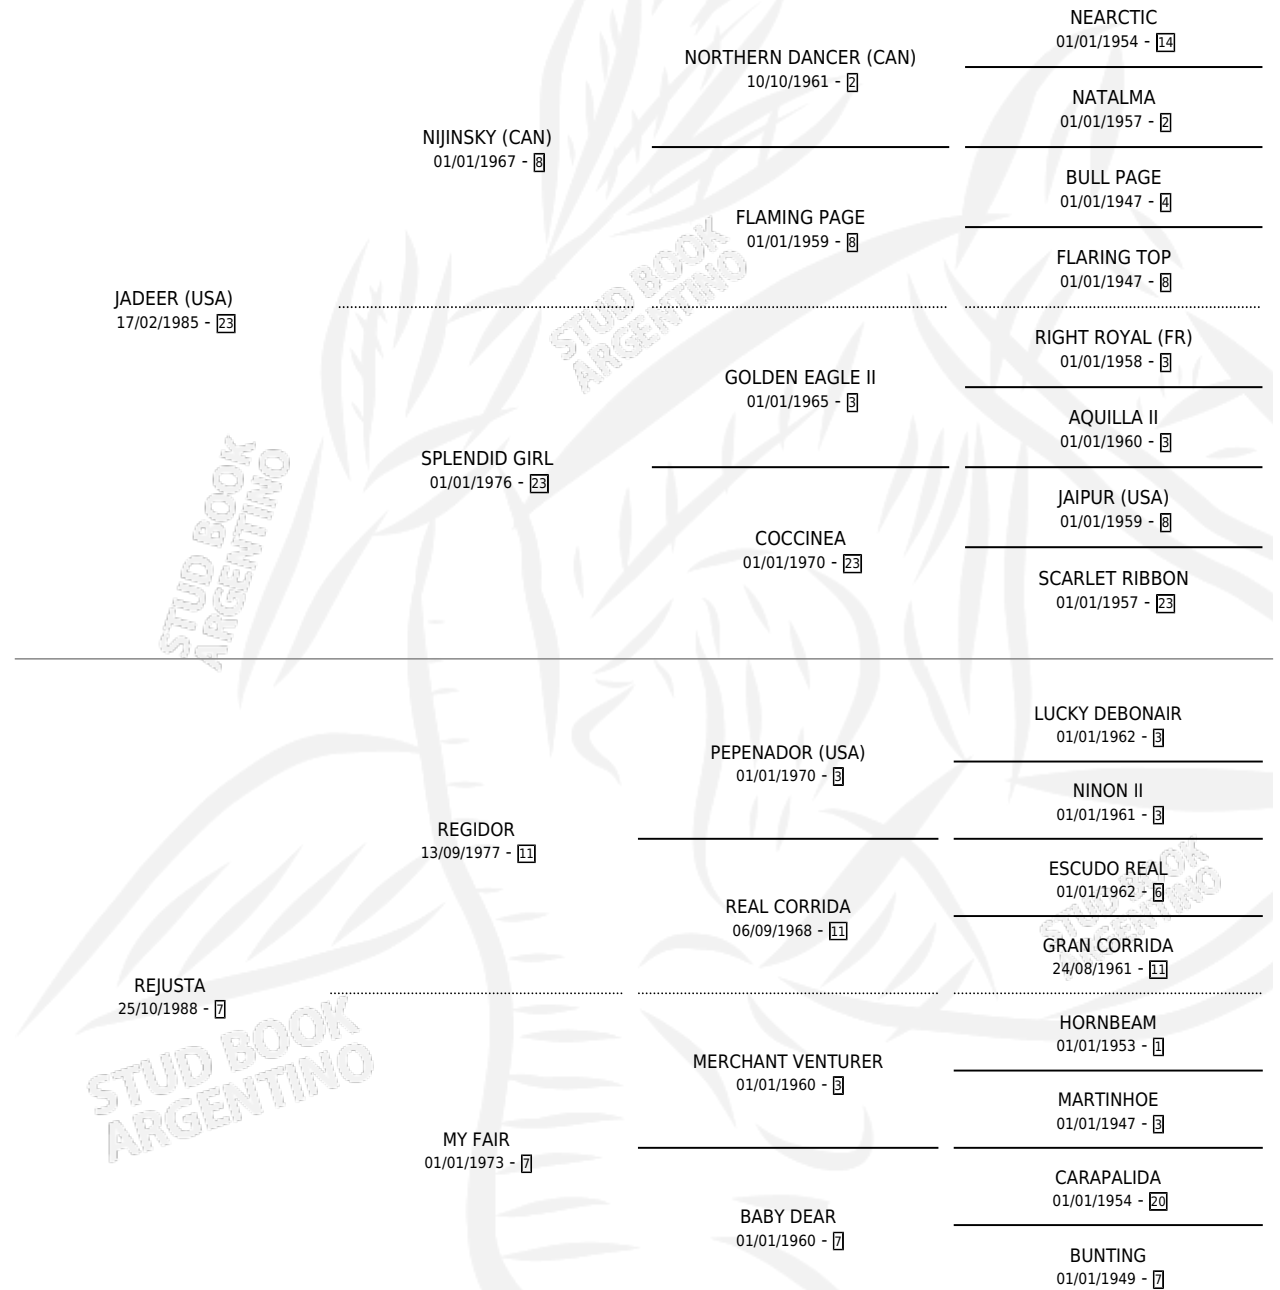 NEARCTIC
01/01/1954 - 14
NORTHERN DANCER (CAN)
10/10/1961 - 2
NATALMA
01/01/1957 - 2
NIJINSKY (CAN)
01/01/1967 - 8
BULL PAGE
01/01/1947 - 4
FLAMING PAGE
01/01/1959 - 8
FLARING TOP
01/01/1947 - 8
JADEER (USA)
17/02/1985 - 23
STUD BOOK
ARGENTINO
RIGHT ROYAL (FR)
01/01/1958 - 3
GOLDEN EAGLE II
01/01/1965 - 3
AQUILLA II
01/01/1960 - 3
SPLENDID GIRL
01/01/1976 - 23
JAIPUR (USA)
01/01/1959 - 8
COCCINEA
01/01/1970 - 23
SCARLET RIBBON
01/01/1957 - 23
STUD BOOK
ARGENTINO
LUCKY DEBONAIR
01/01/1962 - 3
PEPENADOR (USA)
01/01/1970 - 3
NINON II
01/01/1961 - 3
REGIDOR
13/09/1977 - 11
ESCUDO REAL
01/01/1962 - 6
REAL CORRIDA
06/09/1968 - 11
GRAN CORRIDA
24/08/1961 - 11
STUD BOOK
ARGENTINO
REJUSTA
25/10/1988 - 7
HORNBEAM
01/01/1953 - 1
MERCHANT VENTURER
01/01/1960 - 3
MARTINHOE
01/01/1947 - 3
STUD BOOK
ARGENTINO
MY FAIR
01/01/1973 - 7
CARAPALIDA
01/01/1954 - 20
BABY DEAR
01/01/1960 - 7
BUNTING
01/01/1949 - 7